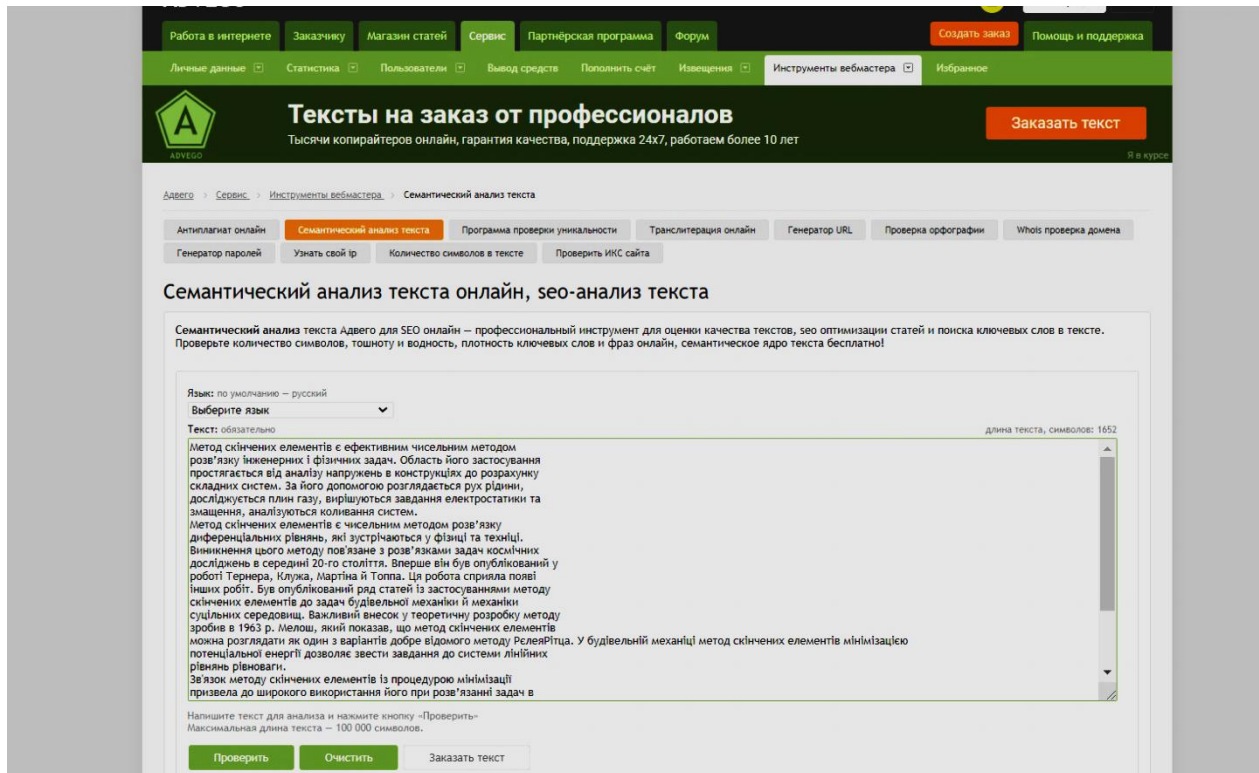 Работа в интернете Заказчику Магазин статей Сервис Партнёрская программа Форум Создать заказ Помощь и поддержка
Личные данные Статистика Пользователи Вывод средств Пополнить счёт Извещения Инструменты вебмастера Избранное
Тексты на заказ от профессионалов
Тысячи копирайтеров онлайн, гарантия качества, поддержка 24x7, работаем более 10 лет
Заказать текст
ADVEGO
Я в курсе
Адвего > Сервис > Инструменты вебмастера > Семантический анализ текста
Антиплагиат онлайн Семантический анализ текста Программа проверки уникальности Транслитерация онлайн Генератор URL Проверка орфографии Whois проверка домена
Генератор паролей Узнать свой ip Количество символов в тексте Проверить ИКС сайта
Семантический анализ текста онлайн, seo-анализ текста
Семантический анализ текста Адвего для SEO онлайн — профессиональный инструмент для оценки качества текстов, seo оптимизации статей и поиска ключевых слов в тексте.
Проверьте количество символов, тошноту и водность, плотность ключевых слов и фраз онлайн, семантическое ядро текста бесплатно!
Язык: по умолчанию — русский
Выберите язык
Текст: обязательно длина текста, символов: 1652
Метод скінчених елементів є ефективним чисельним методом
розв’язку інженерних і фізичних задач. Область його застосування
простягається від аналізу напружень в конструкціях до розрахунку
складних систем. За його допомогою розглядається рух рідини,
досліджується плин газу, вирішуються завдання електростатики та
змащення, аналізуються коливання систем.
Метод скінчених елементів є чисельним методом розв’язку
диференціальних рівнянь, які зустрічаються у фізиці та техніці.
Виникнення цього методу пов'язане з розв’язками задач космічних
досліджень в середині 20-го століття. Вперше він був опублікований у
роботі Тернера, Клужа, Мартіна й Топпа. Ця робота сприяла появі
інших робіт. Був опублікований ряд статей із застосуваннями методу
скінчених елементів до задач будівельної механіки й механіки
суцільних середовищ. Важливий внесок у теоретичну розробку методу
зробив в 1963 р. Мелош, який показав, що метод скінчених елементів
можна розглядати як один з варіантів добре відомого методу РєлеяРітца. У будівельній механіці метод скінчених елементів мінімізацією
потенціальної енергії дозволяє звести завдання до системи лінійних
рівнянь рівноваги.
Зв'язок методу скінчених елементів із процедурою мінімізації
призвела до широкого використання його при розв’язанні задач в
Напишите текст для анализа и нажмите кнопку «Проверить»
Максимальная длина текста — 100 000 символов.
Проверить Очистить Заказать текст